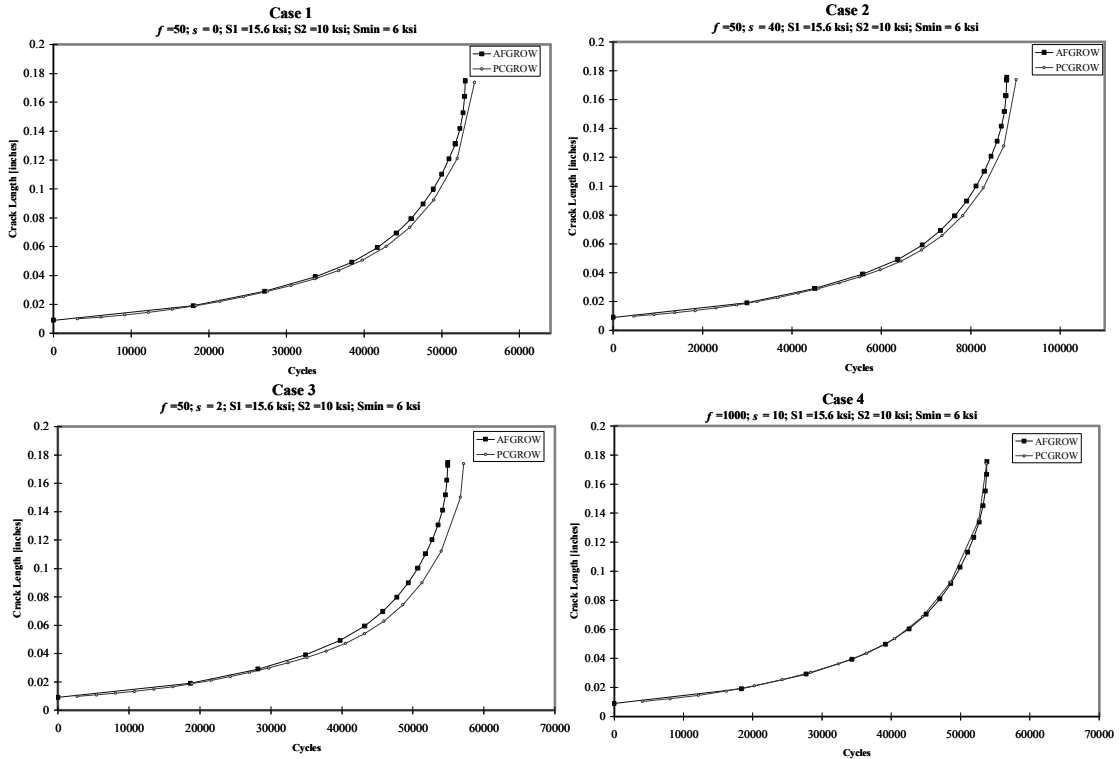 Case 1
f =50; s = 0; S1 =15.6 ksi; S2 =10 ksi; Smin = 6 ksi
AFGROW
PCGROW
0.2
0.18
0.16
0.14
0.12
0.1
0.08
0.06
0.04
0.02
0
Crack Length [inches]
0 10000 20000 30000 40000 50000 60000
Cycles
Case 2
f =50; s = 40; S1 =15.6 ksi; S2 =10 ksi; Smin = 6 ksi
AFGROW
PCGROW
0.2
0.18
0.16
0.14
0.12
0.1
0.08
0.06
0.04
0.02
0
Crack Length [inches]
0 20000 40000 60000 80000 100000
Cycles
Case 3
f =50; s = 2; S1 =15.6 ksi; S2 =10 ksi; Smin = 6 ksi
AFGROW
PCGROW
0.2
0.18
0.16
0.14
0.12
0.1
0.08
0.06
0.04
0.02
0
Crack Length [inches]
0 10000 20000 30000 40000 50000 60000 70000
Cycles
Case 4
f =1000; s = 10; S1 =15.6 ksi; S2 =10 ksi; Smin = 6 ksi
AFGROW
PCGROW
0.2
0.18
0.16
0.14
0.12
0.1
0.08
0.06
0.04
0.02
0
Crack Length [inches]
0 10000 20000 30000 40000 50000 60000 70000
Cycles